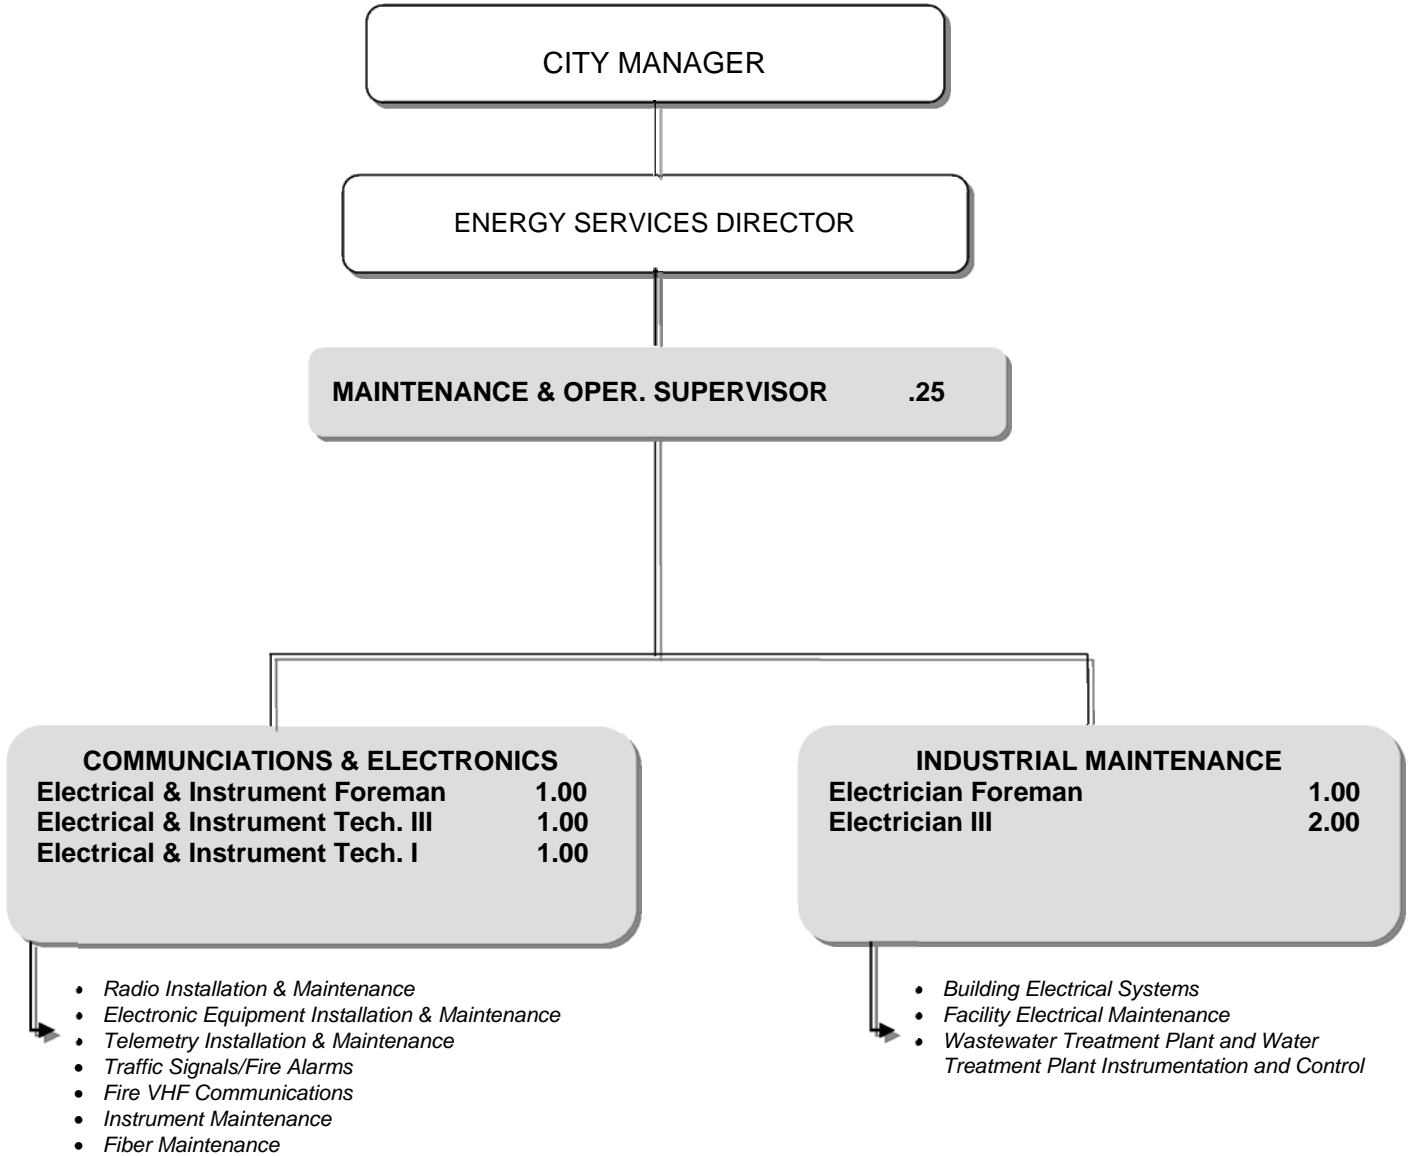 CITY MANAGER
ENERGY SERVICES DIRECTOR
MAINTENANCE & OPER. SUPERVISOR .25
COMMUNCIATIONS & ELECTRONICS
Electrical & Instrument Foreman 1.00
Electrical & Instrument Tech. III 1.00
Electrical & Instrument Tech. I 1.00
• Radio Installation & Maintenance
• Electronic Equipment Installation & Maintenance
• Telemetry Installation & Maintenance
• Traffic Signals/Fire Alarms
• Fire VHF Communications
• Instrument Maintenance
• Fiber Maintenance
INDUSTRIAL MAINTENANCE
Electrician Foreman 1.00
Electrician III 2.00
• Building Electrical Systems
• Facility Electrical Maintenance
• Wastewater Treatment Plant and Water
Treatment Plant Instrumentation and Control